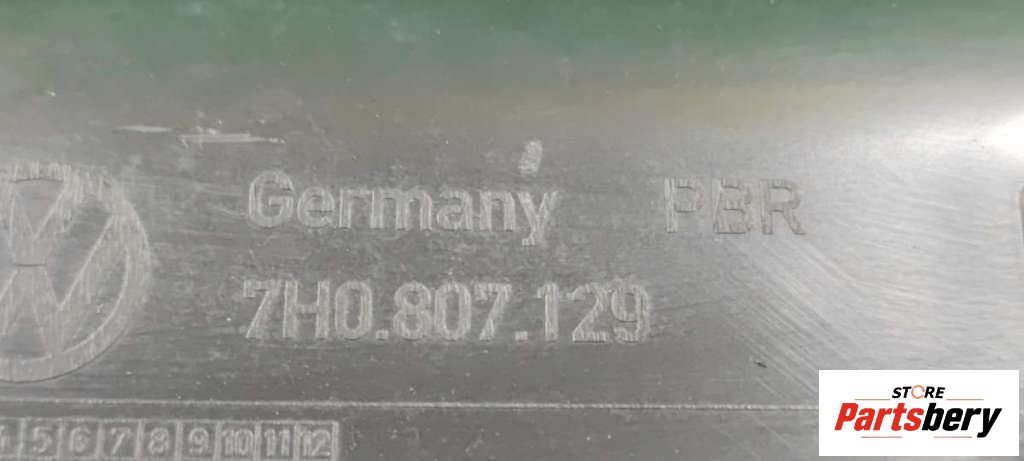 Germany PBR
7H0.807.129
5 6 7 8 9 10 11 12
STORE
Partsbery